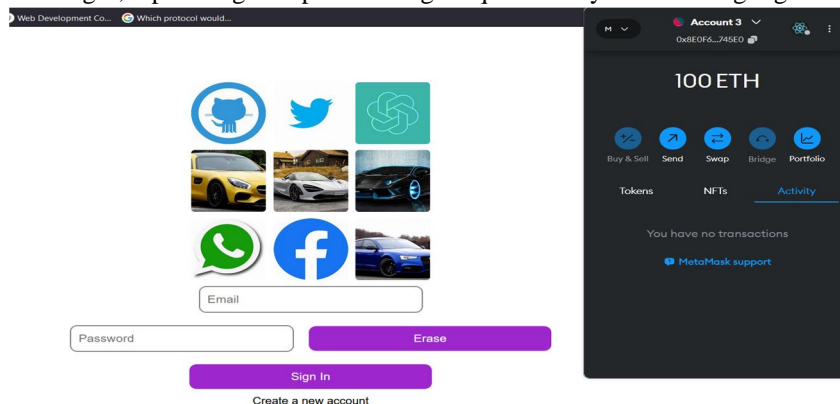 Web Development Co...
Which protocol would...
M
Account 3
0x8E0F6...745E0
100 ETH
Buy & Sell
Send
Swap
Bridge
Portfolio
Tokens
NFTs
Activity
You have no transactions
MetaMask support
Email
Password
Erase
Sign In
Create a new account